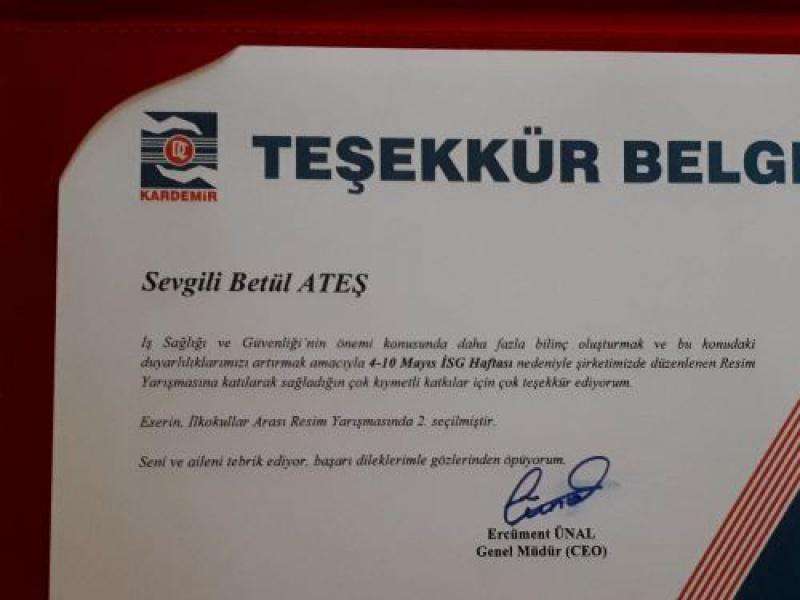 KARDEMİR
TEŞEKKÜR BELGE
Sevgili Betül ATEŞ
İş Sağlığı ve Güvenliği'nin önemi konusunda daha fazla bilinç oluşturmak ve bu konudaki
duyarlılıklarımızı artırmak amacıyla 4-10 Mayıs İSG Haftası nedeniyle şirketimizde düzenlenen Resim
Yarışmasına katılarak sağladığın çok kıymetli katkılar için çok teşekkür ediyorum.
Eserin, İlkokullar Arası Resim Yarışmasında 2. seçilmiştir.
Seni ve aileni tebrik ediyor, başarı dileklerimle gözlerinden öpüyorum.
Ercüment ÜNAL
Genel Müdür (CEO)